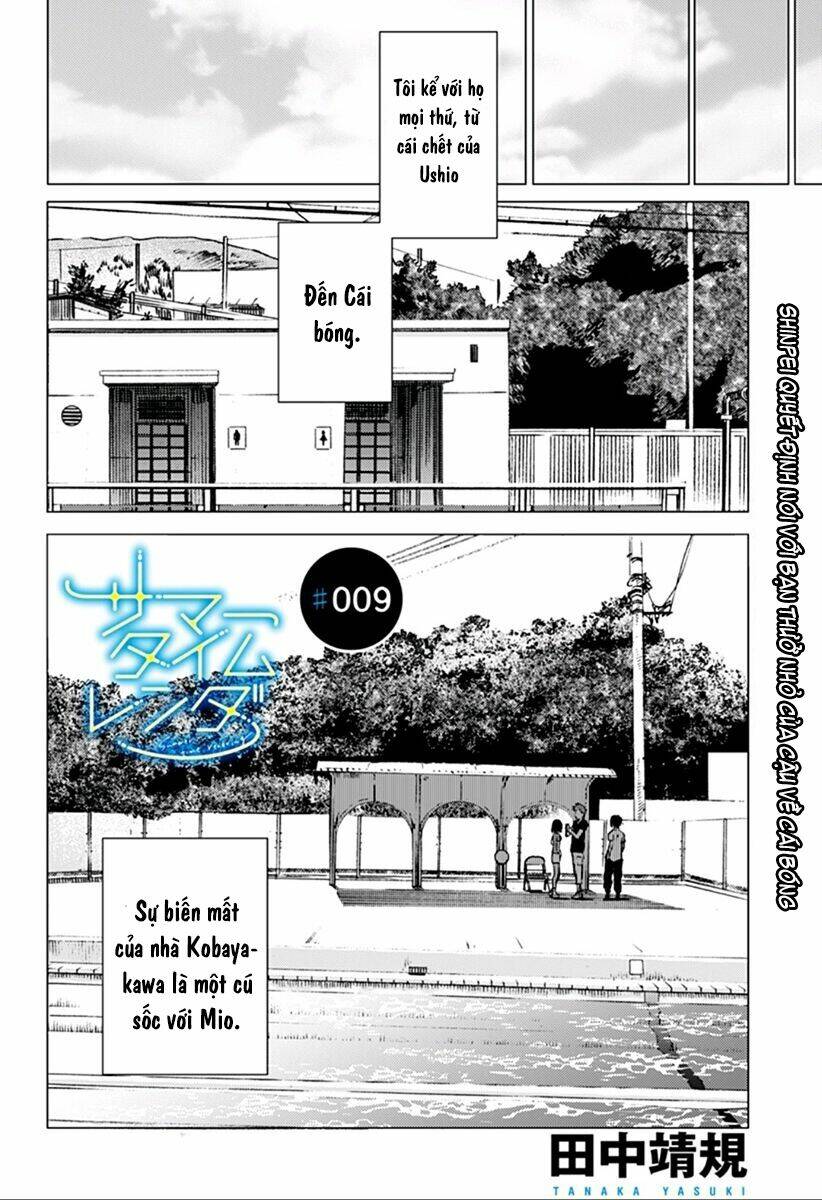 Tôi kể với họ
mọi thứ, từ
cái chết của
Ushio
Đến Cái
bóng.
SHINPEI QUYẾT ĐỊNH NÓI VỚI BẠN THUỞ NHỎ CỦA CẬU VỀ CÁI BÓNG
#009
サマー
タイム
レンダ
Sự biến mất
của nhà Kobaya-
kawa là một cú
sốc với Mio.
田中靖規
TANAKA YASUKI